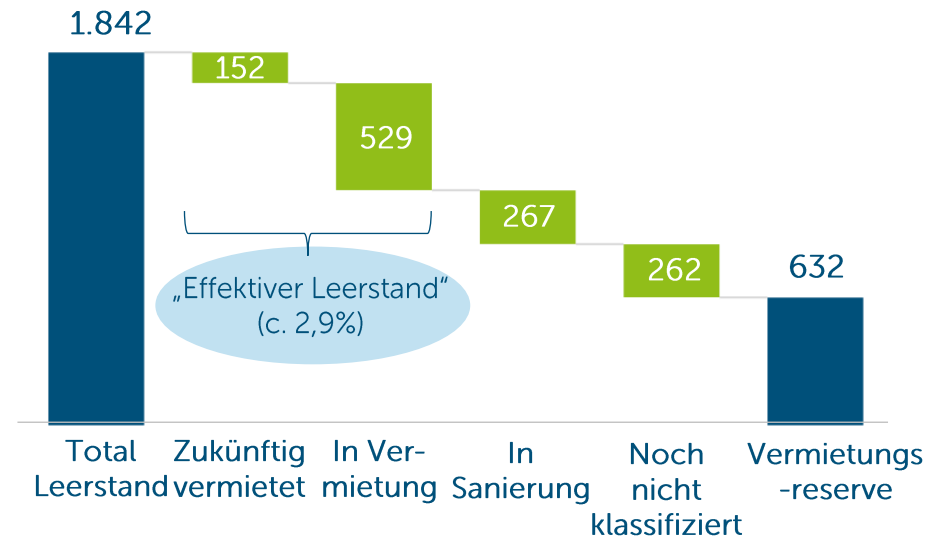 1.842
152
529
267
262
632
„Effektiver Leerstand“
(c. 2,9%)
Total
Leerstand
Zukünftig
vermietet
In Ver-
mietung
In
Sanierung
Noch
nicht
klassifiziert
Vermietungs
-reserve